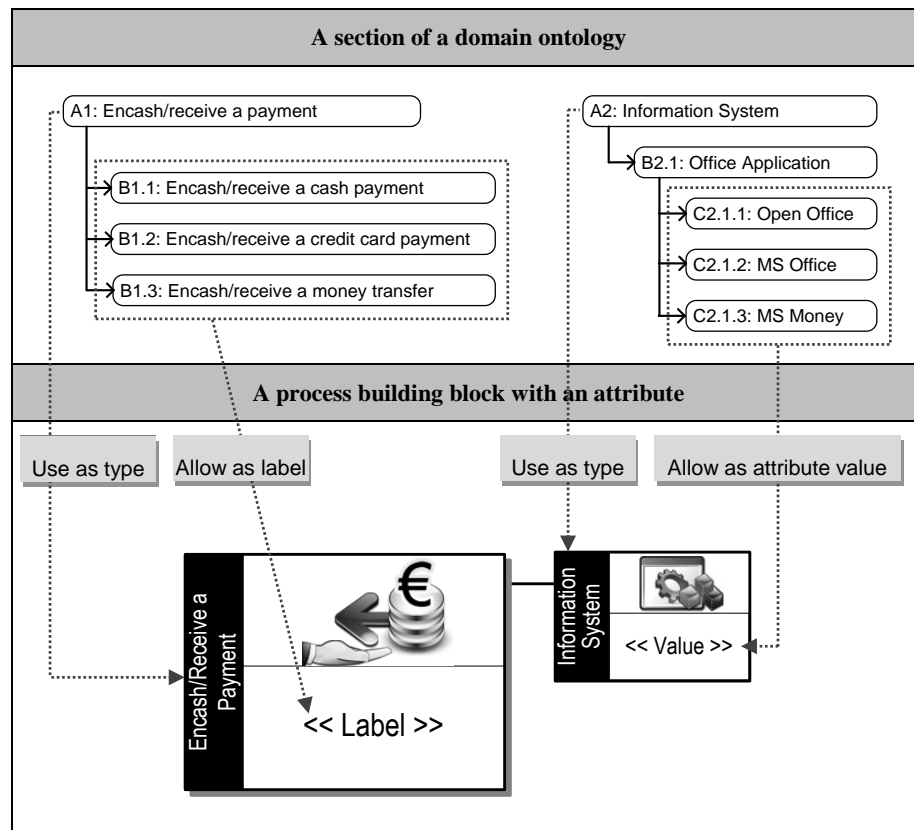 A section of a domain ontology
A1: Encash/receive a payment
A2: Information System
B1.1: Encash/receive a cash payment
B1.2: Encash/receive a credit card payment
B1.3: Encash/receive a money transfer
B2.1: Office Application
C2.1.1: Open Office
C2.1.2: MS Office
C2.1.3: MS Money
A process building block with an attribute
Use as type
Allow as label
Use as type
Allow as attribute value
Encash/Receive a
Payment
€
<< Label >>
Information
System
<< Value >>